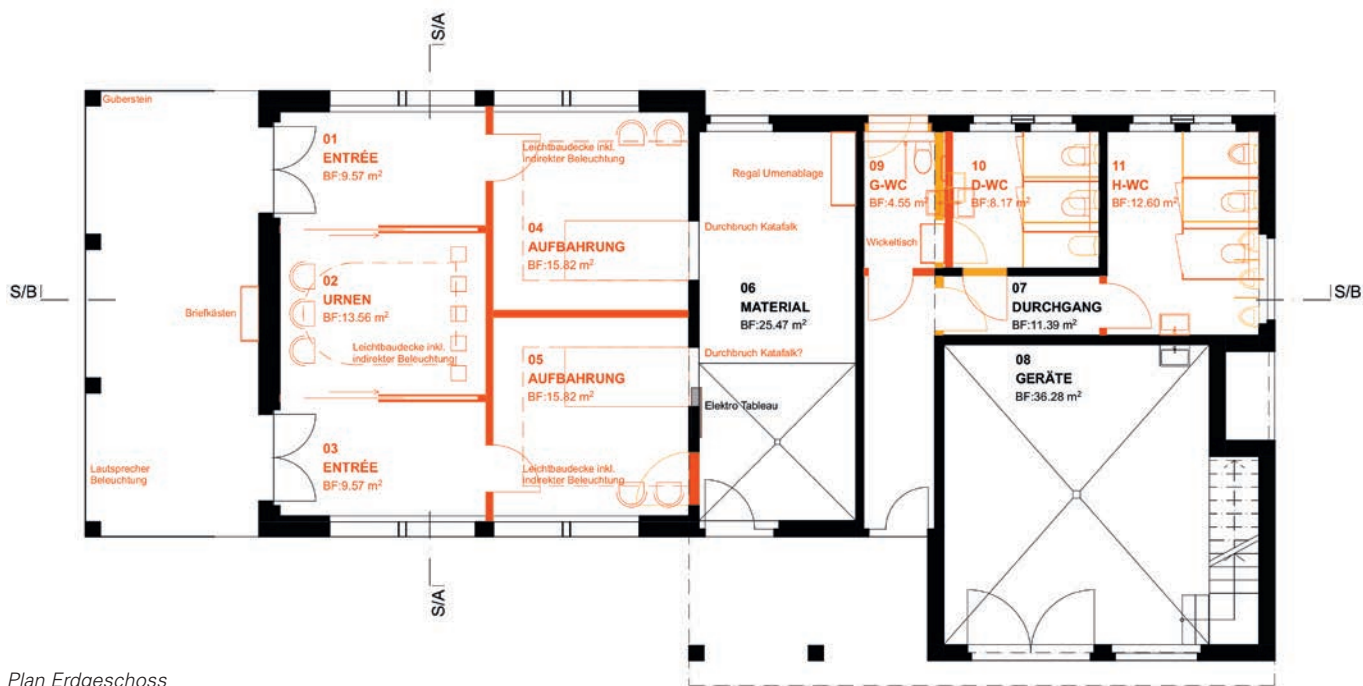 S/A
Guberstein
01
ENTRÉE
BF:9.57 m²
Leichtbaudecke inkl.
indirekter Beleuchtung
04
AUFBAHRUNG
BF:15.82 m²
02
URNEN
BF:13.56 m²
Leichtbaudecke inkl.
indirekter Beleuchtung
Briefkästen
S/B
05
AUFBAHRUNG
BF:15.82 m²
03
ENTRÉE
BF:9.57 m²
Leichtbaudecke inkl.
indirekter Beleuchtung
Lautsprecher
Beleuchtung
S/A
Regal Urnenablage
Durchbruch Katafalk
06
MATERIAL
BF:25.47 m²
Durchbruch Katafalk?
Elektro Tableau
09
G-WC
BF:4.55 m²
Wickeltisch
10
D-WC
BF:8.17 m²
11
H-WC
BF:12.60 m²
07
DURCHGANG
BF:11.39 m²
S/B
08
GERÄTE
BF:36.28 m²
Plan Erdgeschoss